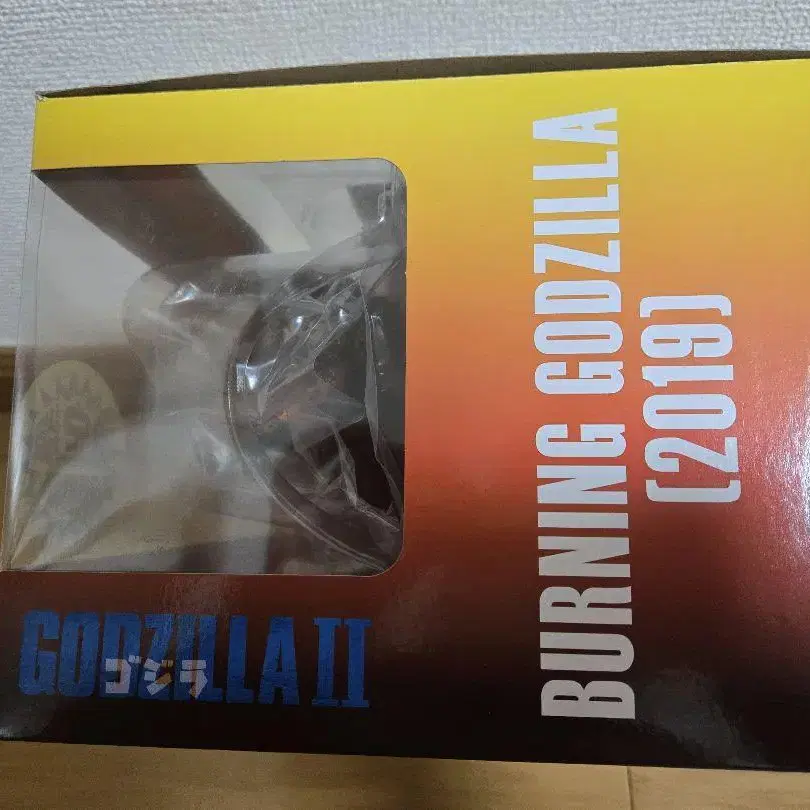 BURNING GODZILLA
(2019)
GODZILLA II
ゴジラ